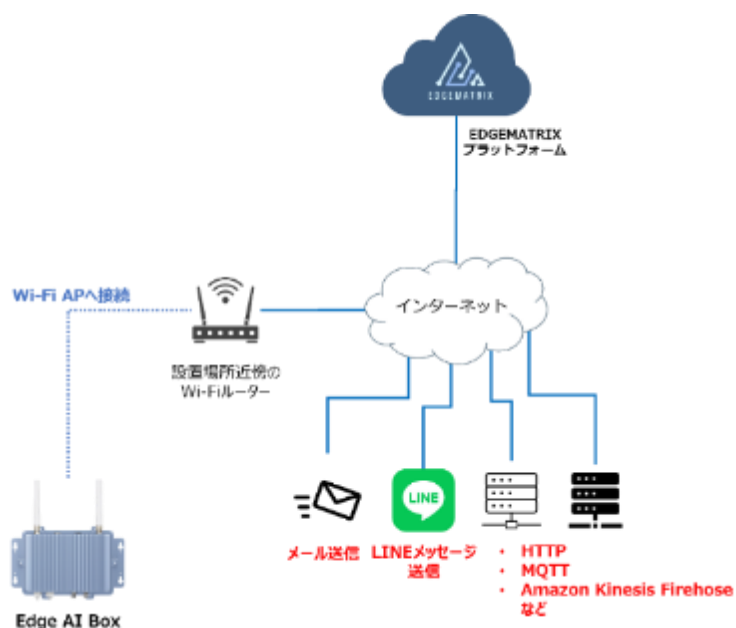 EDGEMATRIX
EDGEMATRIX
プラットフォーム
インターネット
Wi-Fi APへ接続
設置場所近傍の
Wi-Fiルーター
LINE
メール送信
LINEメッセージ
送信
・ HTTP
・ MQTT
・ Amazon Kinesis Firehose
など
Edge AI Box